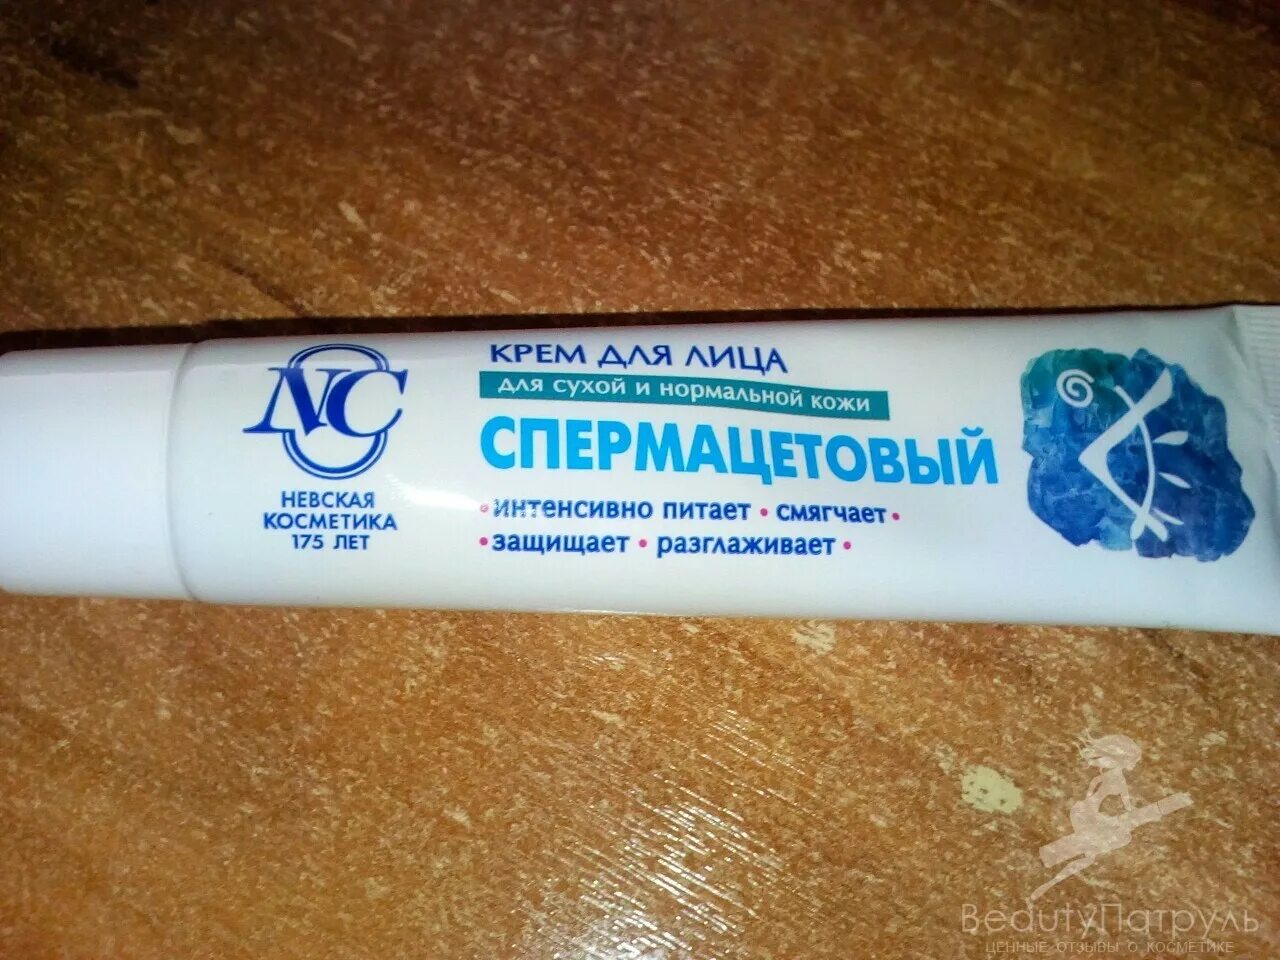 NC
НЕВСКАЯ
КОСМЕТИКА
175 ЛЕТ
КРЕМ ДЛЯ ЛИЦА
ДЛЯ СУХОЙ И НОРМАЛЬНОЙ КОЖИ
СПЕРМАЦЕТОВЫЙ
•ИНТЕНСИВНО ПИТАЕТ • СМЯГЧАЕТ •
•ЗАЩИЩАЕТ • РАЗГЛАЖИВАЕТ •
BeautyПатруль
ЦЕННЫЕ ОТЗЫВЫ О КОСМЕТИКЕ